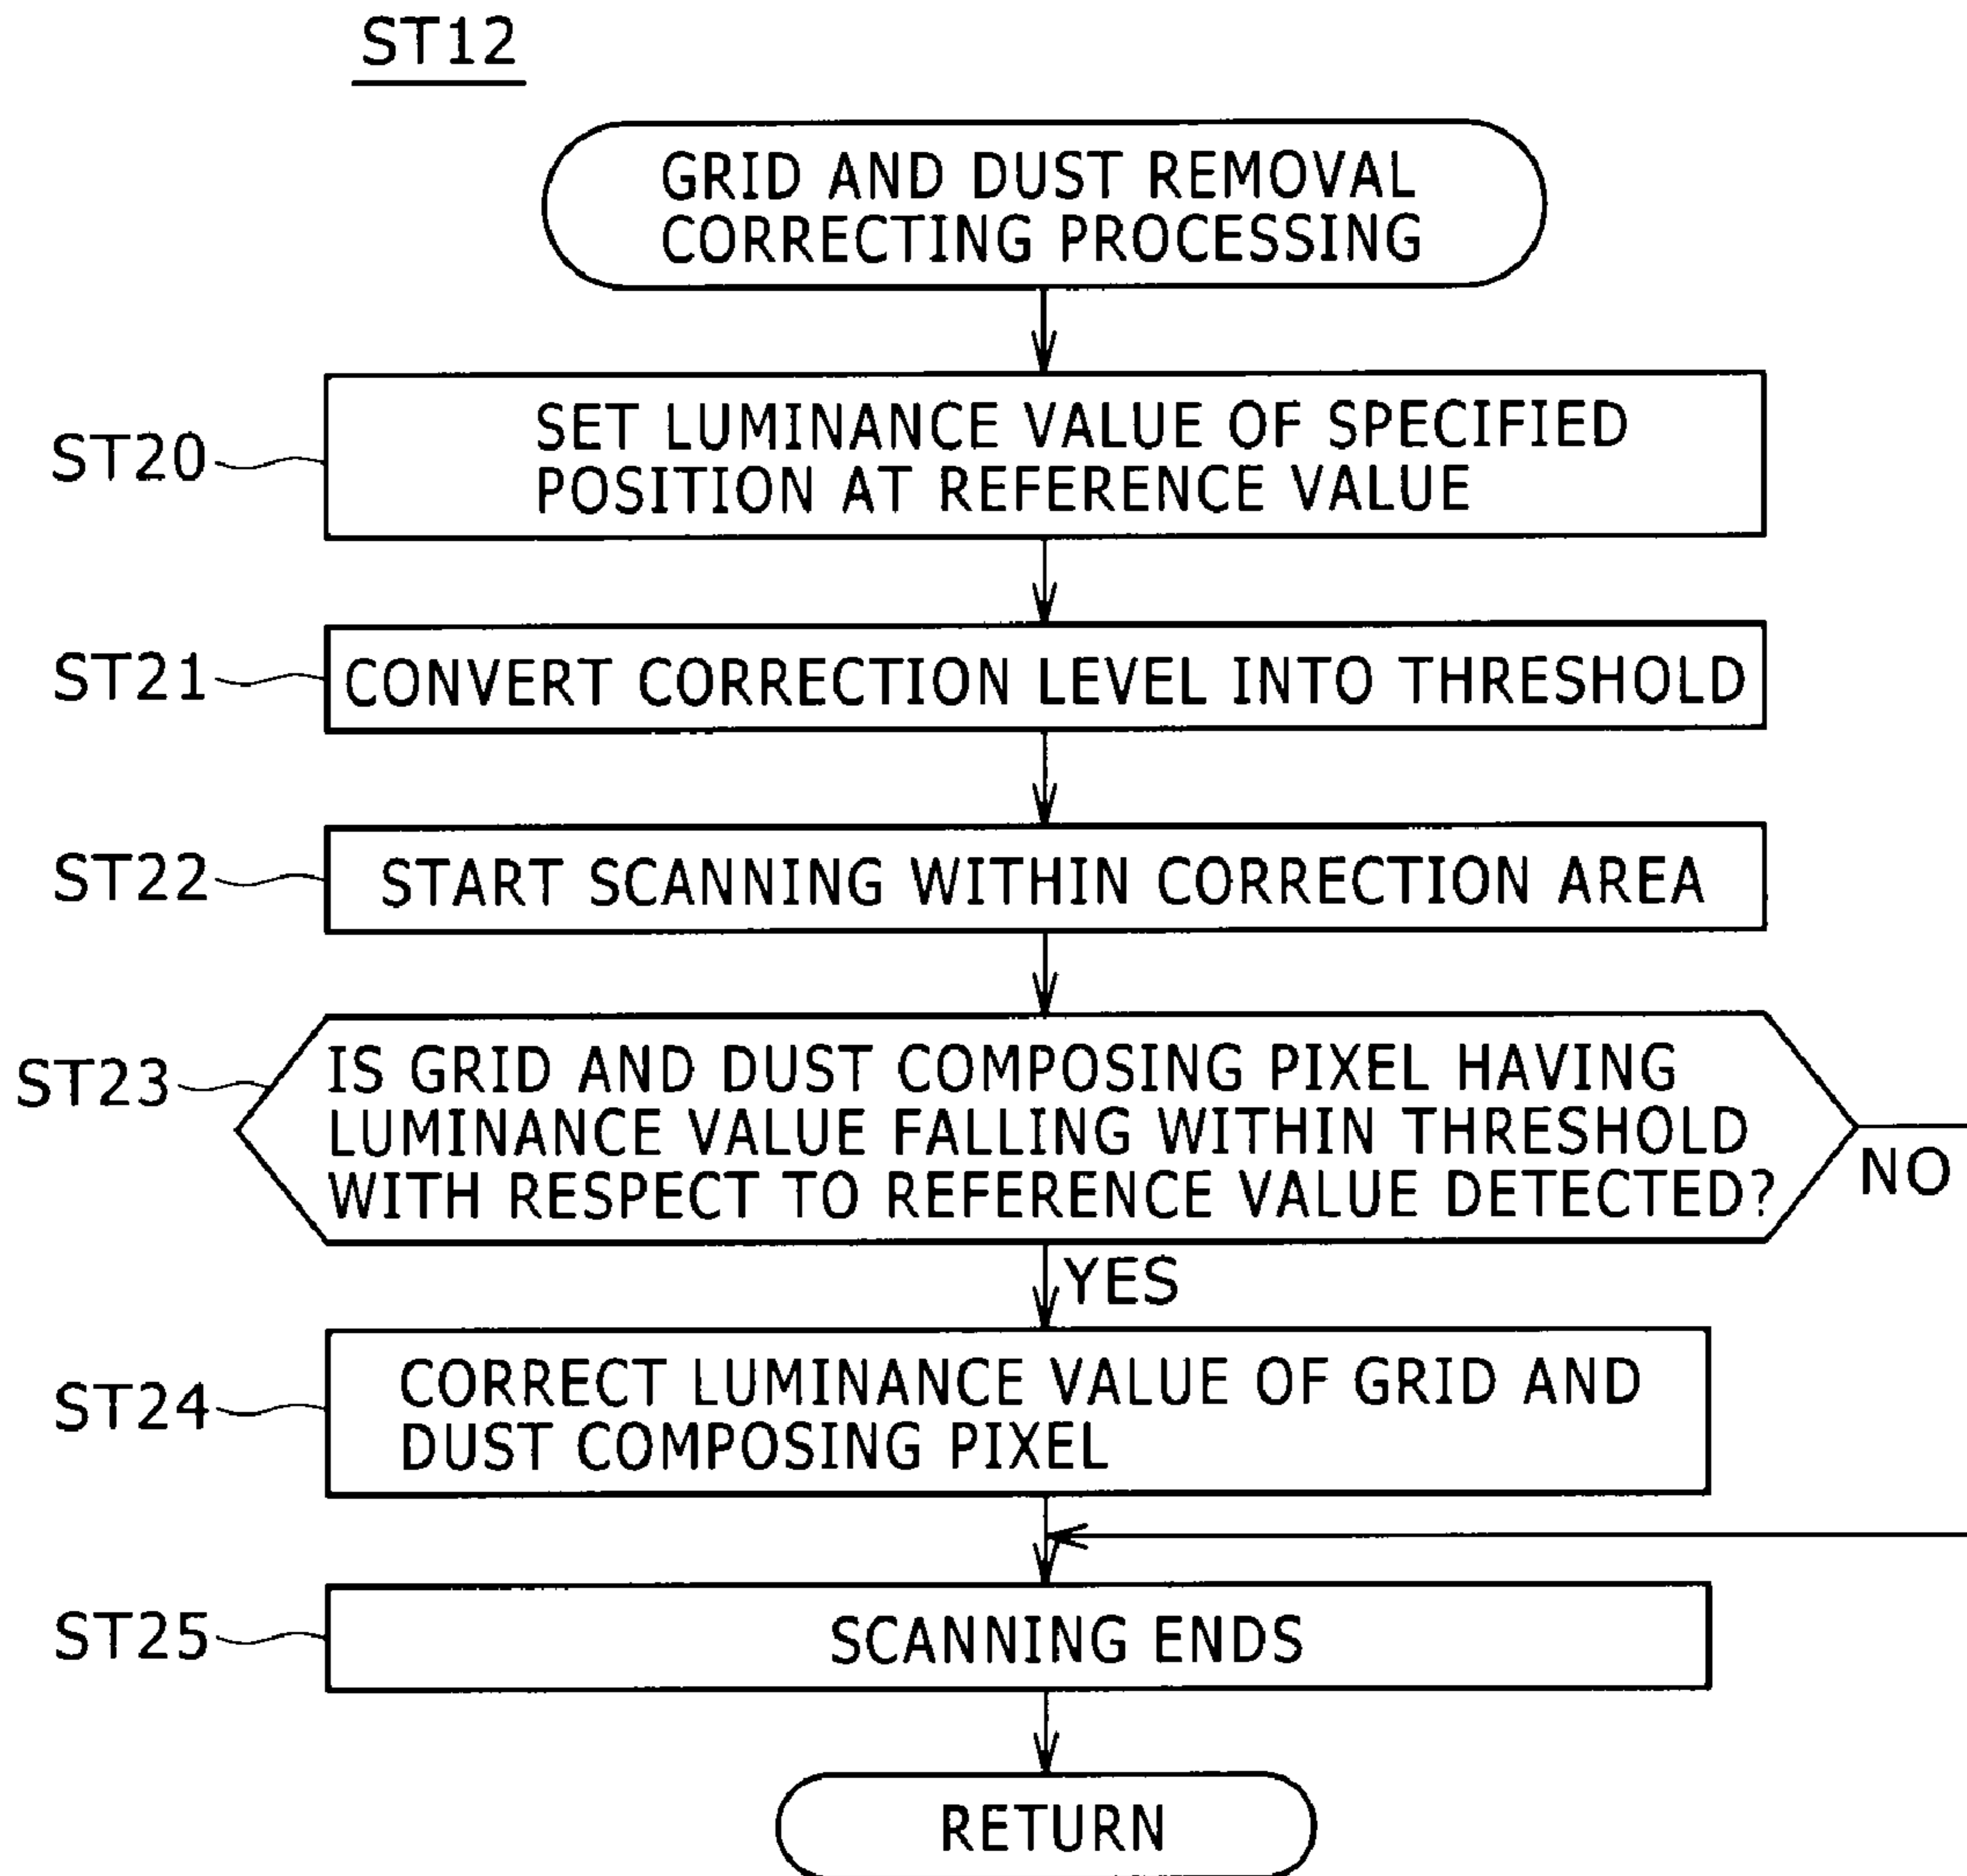 ST12
GRID AND DUST REMOVAL
CORRECTING PROCESSING
ST20
SET LUMINANCE VALUE OF SPECIFIED
POSITION AT REFERENCE VALUE
ST21
CONVERT CORRECTION LEVEL INTO THRESHOLD
ST22
START SCANNING WITHIN CORRECTION AREA
ST23
IS GRID AND DUST COMPOSING PIXEL HAVING
LUMINANCE VALUE FALLING WITHIN THRESHOLD
WITH RESPECT TO REFERENCE VALUE DETECTED?
NO
YES
ST24
CORRECT LUMINANCE VALUE OF GRID AND
DUST COMPOSING PIXEL
ST25
SCANNING ENDS
RETURN